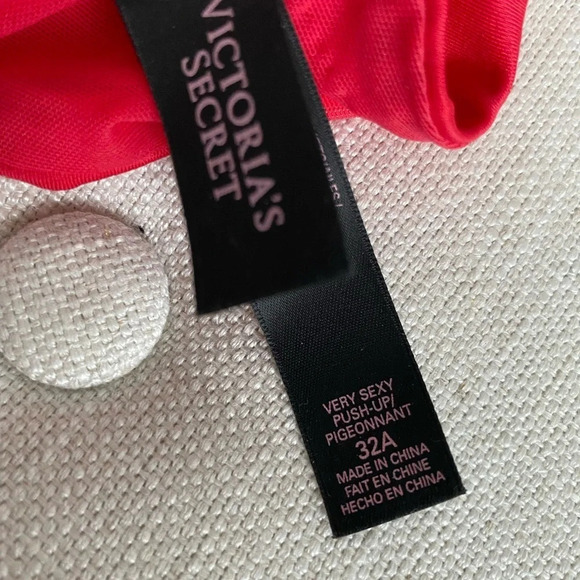 VICTORIA'S
SECRET
VERY SEXY
PUSH-UP/
PIGEONNANT
32A
MADE IN CHINA
FAIT EN CHINE
HECHO EN CHINA